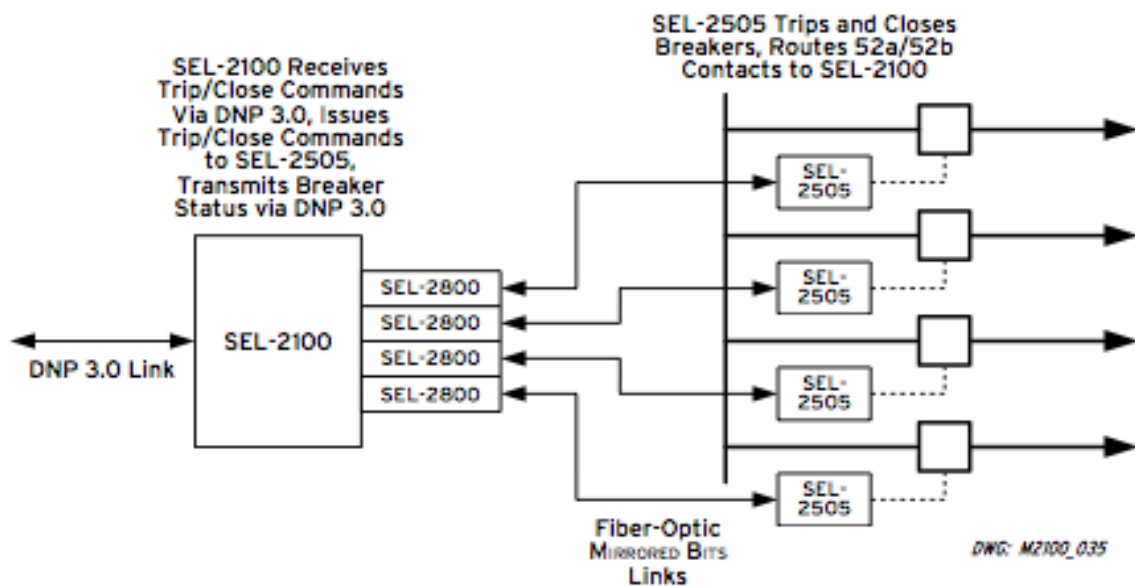 SEL-2505 Trips and Closes
Breakers, Routes 52a/52b
Contacts to SEL-2100
SEL-2100 Receives
Trip/Close Commands
Via DNP 3.0, Issues
Trip/Close Commands
to SEL-2505,
Transmits Breaker
Status via DNP 3.0
SEL-
2505
SEL-2800
SEL-2800
SEL-2800
SEL-2800
SEL-2100
DNP 3.0 Link
SEL-
2505
SEL-
2505
SEL-
2505
Fiber-Optic
MIRRORED BITS
Links
DWG: M2100_035